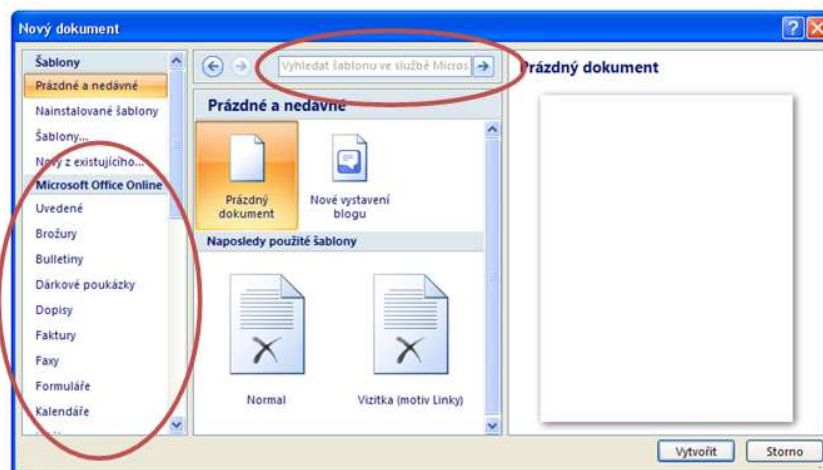 Nový dokument
Šablony
Prázdné a nedávné
Nainstalované šablony
Šablony...
Nový z existujícího...
Microsoft Office Online
Uvedené
Brožury
Bulletiny
Dárkové poukázky
Dopisy
Faktury
Faxy
Formuláře
Kalendáře
Vyhledat šablonu ve službě Micros
Prázdné a nedávné
Prázdný
dokument
Nové vystavení
blogu
Naposledy použité šablony
Normal
Vizitka (motiv Linky)
Prázdný dokument
Vytvořit
Storno